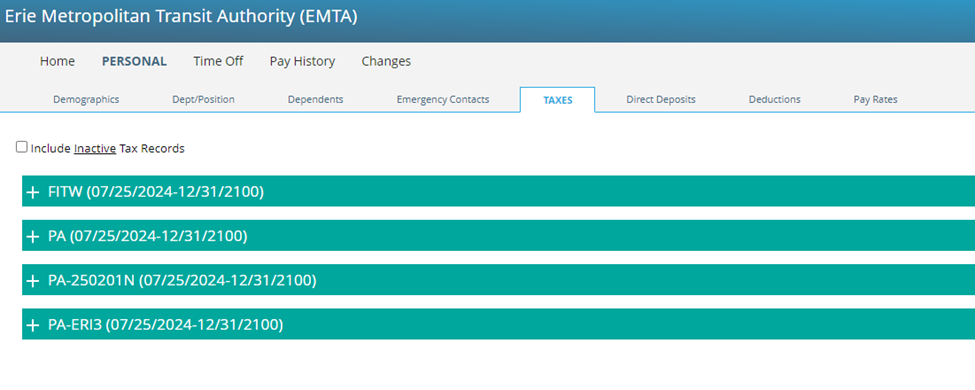 Erie Metropolitan Transit Authority (EMTA)
Home PERSONAL Time Off Pay History Changes
Demographics Dept/Position Dependents Emergency Contacts TAXES Direct Deposits Deductions Pay Rates
Include Inactive Tax Records
+ FITW (07/25/2024-12/31/2100)
+ PA (07/25/2024-12/31/2100)
+ PA-250201N (07/25/2024-12/31/2100)
+ PA-ERI3 (07/25/2024-12/31/2100)